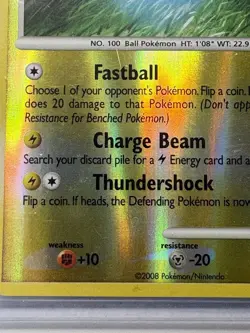 NO. 100 Ball Pokémon HT: 1'08" WT: 22.9
Fastball
Choose 1 of your opponent's Pokémon. Flip a coin. I
does 20 damage to that Pokémon. (Don't app
Resistance for Benched Pokémon.)
Charge Beam
Search your discard pile for a Energy card and a
Thundershock
Flip a coin. If heads, the Defending Pokémon is now
weakness resistance
+10 -20
©2008 Pokémon/Nintendo